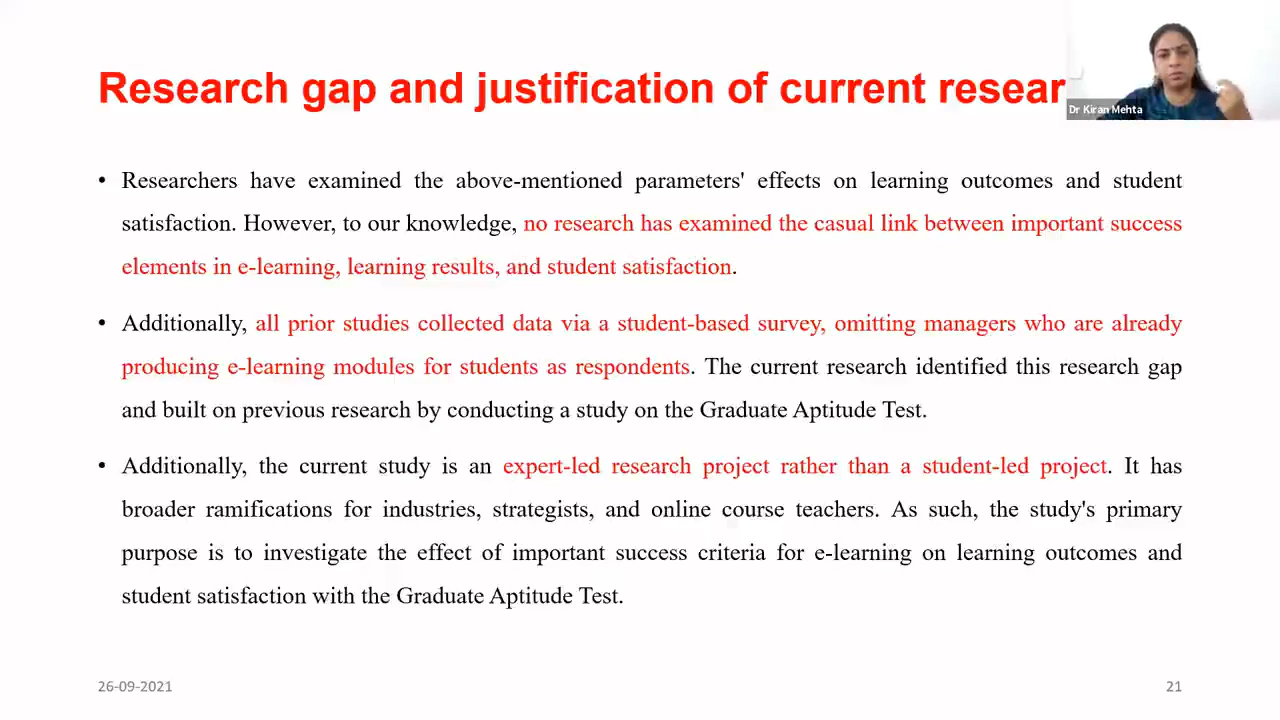 Research gap and justification of current resear
Dr Kiran Mehta
• Researchers have examined the above-mentioned parameters' effects on learning outcomes and student
satisfaction. However, to our knowledge, no research has examined the casual link between important success
elements in e-learning, learning results, and student satisfaction.
• Additionally, all prior studies collected data via a student-based survey, omitting managers who are already
producing e-learning modules for students as respondents. The current research identified this research gap
and built on previous research by conducting a study on the Graduate Aptitude Test.
• Additionally, the current study is an expert-led research project rather than a student-led project. It has
broader ramifications for industries, strategists, and online course teachers. As such, the study's primary
purpose is to investigate the effect of important success criteria for e-learning on learning outcomes and
student satisfaction with the Graduate Aptitude Test.
26-09-2021
21